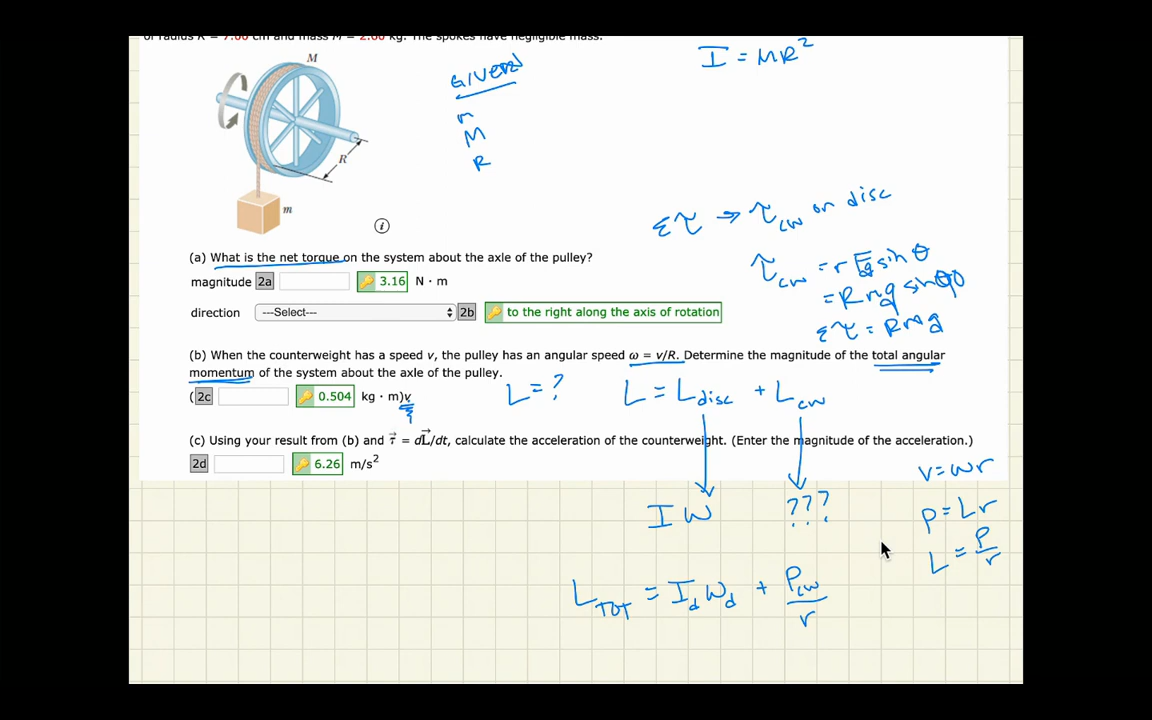 of radius R = 7.00 cm and mass M = 2.00 kg. The spokes have negligible mass.
I = MR²
GIVEN
m
M
R
M
R
m
Στ → τcw on disc
τcw = r Fg sin θ
= R mg sin 90
Στ = Rmg
(a) What is the net torque on the system about the axle of the pulley?
magnitude 2a 3.16 N · m
direction ---Select--- 2b to the right along the axis of rotation
(b) When the counterweight has a speed v, the pulley has an angular speed ω = v/R. Determine the magnitude of the total angular
momentum of the system about the axle of the pulley.
(2c 0.504 kg · m)v
L = ?
L = Ldisc + Lcw
(c) Using your result from (b) and τ⃗ = dL⃗/dt, calculate the acceleration of the counterweight. (Enter the magnitude of the acceleration.)
2d 6.26 m/s²
Iω
???
v = ωr
p = Lr
L = p/r
LTOT = Idωd + Pcw/r